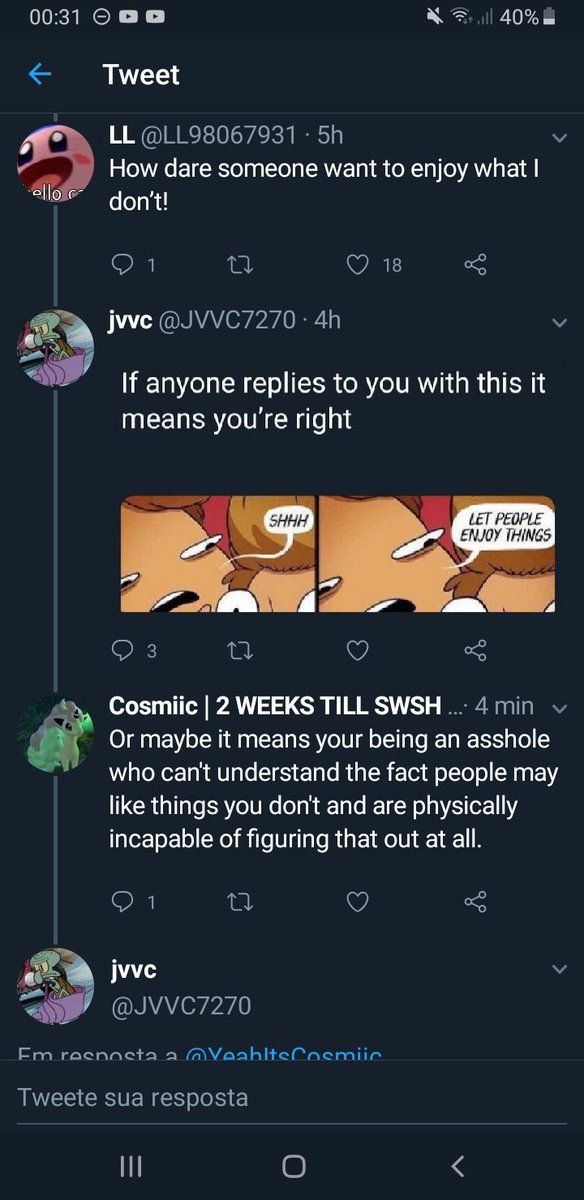 00:31
40%
Tweet
LL @LL98067931 · 5h
How dare someone want to enjoy what I
don't!
1
18
jvvc @JVVC7270 · 4h
If anyone replies to you with this it
means you're right
SHHH
LET PEOPLE
ENJOY THINGS
3
Cosmiic | 2 WEEKS TILL SWSH ...· 4 min
Or maybe it means your being an asshole
who can't understand the fact people may
like things you don't and are physically
incapable of figuring that out at all.
1
jvvc
@JVVC7270
Em resposta a @YeahItsCosmiic
Tweete sua resposta